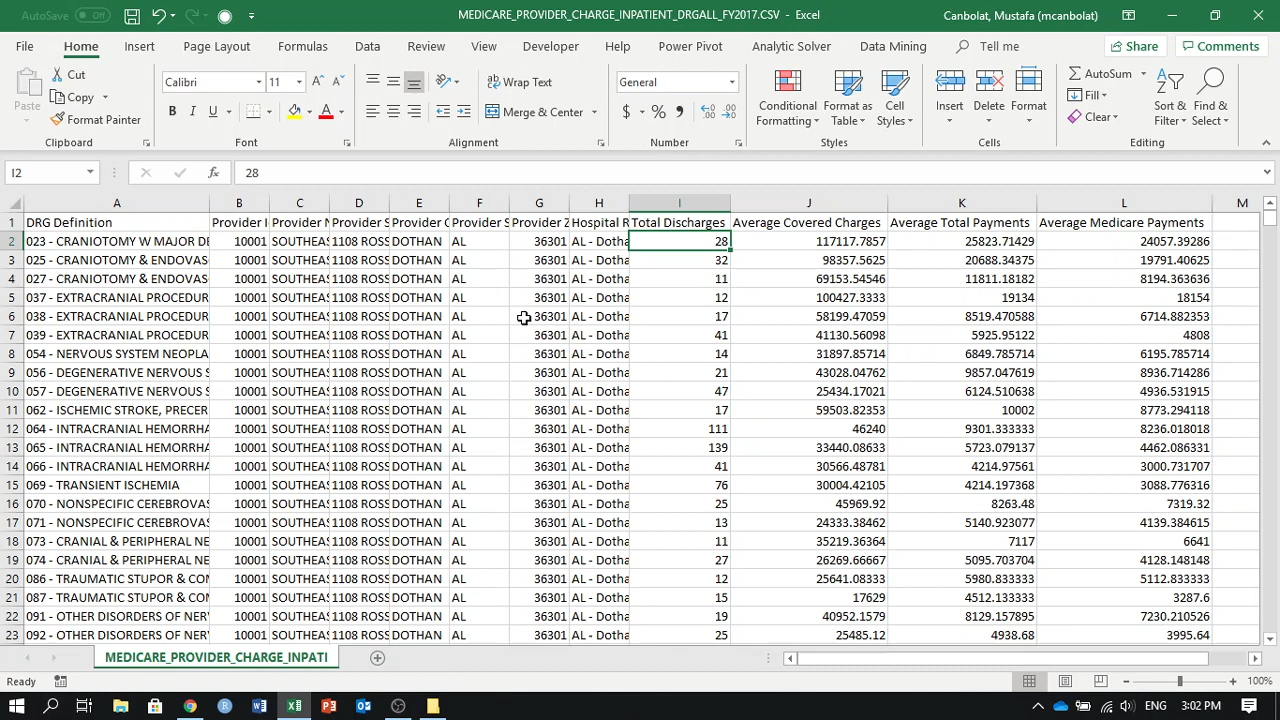 AutoSave Off MEDICARE_PROVIDER_CHARGE_INPATIENT_DRGALL_FY2017.CSV - Excel Canbolat, Mustafa (mcanbolat)
File Home Insert Page Layout Formulas Data Review View Developer Help Power Pivot Analytic Solver Data Mining Tell me Share Comments
Paste Cut Copy Format Painter
Calibri 11 B I U A
Wrap Text Merge & Center
General $ % ,
Conditional Formatting Format as Table Cell Styles
Insert Delete Format
AutoSum Fill Clear Sort & Filter Find & Select
Clipboard Font Alignment Number Styles Cells Editing
I2 fx 28
A B C D E F G H I J K L M
1 DRG Definition Provider I Provider N Provider S Provider C Provider S Provider Z Hospital R Total Discharges Average Covered Charges Average Total Payments Average Medicare Payments
2 023 - CRANIOTOMY W MAJOR DE 10001 SOUTHEAS 1108 ROSS DOTHAN AL 36301 AL - Dotha 28 117117.7857 25823.71429 24057.39286
3 025 - CRANIOTOMY & ENDOVAS 10001 SOUTHEAS 1108 ROSS DOTHAN AL 36301 AL - Dotha 32 98357.5625 20688.34375 19791.40625
4 027 - CRANIOTOMY & ENDOVAS 10001 SOUTHEAS 1108 ROSS DOTHAN AL 36301 AL - Dotha 11 69153.54546 11811.18182 8194.363636
5 037 - EXTRACRANIAL PROCEDUR 10001 SOUTHEAS 1108 ROSS DOTHAN AL 36301 AL - Dotha 12 100427.3333 19134 18154
6 038 - EXTRACRANIAL PROCEDUR 10001 SOUTHEAS 1108 ROSS DOTHAN AL 36301 AL - Dotha 17 58199.47059 8519.470588 6714.882353
7 039 - EXTRACRANIAL PROCEDUR 10001 SOUTHEAS 1108 ROSS DOTHAN AL 36301 AL - Dotha 41 41130.56098 5925.95122 4808
8 054 - NERVOUS SYSTEM NEOPLA 10001 SOUTHEAS 1108 ROSS DOTHAN AL 36301 AL - Dotha 14 31897.85714 6849.785714 6195.785714
9 056 - DEGENERATIVE NERVOUS S 10001 SOUTHEAS 1108 ROSS DOTHAN AL 36301 AL - Dotha 21 43028.04762 9857.047619 8936.714286
10 057 - DEGENERATIVE NERVOUS S 10001 SOUTHEAS 1108 ROSS DOTHAN AL 36301 AL - Dotha 47 25434.17021 6124.510638 4936.531915
11 062 - ISCHEMIC STROKE, PRECER 10001 SOUTHEAS 1108 ROSS DOTHAN AL 36301 AL - Dotha 17 59503.82353 10002 8773.294118
12 064 - INTRACRANIAL HEMORRHA 10001 SOUTHEAS 1108 ROSS DOTHAN AL 36301 AL - Dotha 111 46240 9301.333333 8236.018018
13 065 - INTRACRANIAL HEMORRHA 10001 SOUTHEAS 1108 ROSS DOTHAN AL 36301 AL - Dotha 139 33440.08633 5723.079137 4462.086331
14 066 - INTRACRANIAL HEMORRHA 10001 SOUTHEAS 1108 ROSS DOTHAN AL 36301 AL - Dotha 41 30566.48781 4214.97561 3000.731707
15 069 - TRANSIENT ISCHEMIA 10001 SOUTHEAS 1108 ROSS DOTHAN AL 36301 AL - Dotha 76 30004.42105 4214.197368 3088.776316
16 070 - NONSPECIFIC CEREBROVAS 10001 SOUTHEAS 1108 ROSS DOTHAN AL 36301 AL - Dotha 25 45969.92 8263.48 7319.32
17 071 - NONSPECIFIC CEREBROVAS 10001 SOUTHEAS 1108 ROSS DOTHAN AL 36301 AL - Dotha 13 24333.38462 5140.923077 4139.384615
18 073 - CRANIAL & PERIPHERAL NE 10001 SOUTHEAS 1108 ROSS DOTHAN AL 36301 AL - Dotha 11 35219.36364 7117 6641
19 074 - CRANIAL & PERIPHERAL NE 10001 SOUTHEAS 1108 ROSS DOTHAN AL 36301 AL - Dotha 27 26269.66667 5095.703704 4128.148148
20 086 - TRAUMATIC STUPOR & COM 10001 SOUTHEAS 1108 ROSS DOTHAN AL 36301 AL - Dotha 12 25641.08333 5980.833333 5112.833333
21 087 - TRAUMATIC STUPOR & COM 10001 SOUTHEAS 1108 ROSS DOTHAN AL 36301 AL - Dotha 15 17629 4512.133333 3287.6
22 091 - OTHER DISORDERS OF NERV 10001 SOUTHEAS 1108 ROSS DOTHAN AL 36301 AL - Dotha 19 40952.1579 8129.157895 7230.210526
23 092 - OTHER DISORDERS OF NERV 10001 SOUTHEAS 1108 ROSS DOTHAN AL 36301 AL - Dotha 25 25485.12 4938.68 3995.64
MEDICARE_PROVIDER_CHARGE_INPATI
Ready 100%
3:02 PM